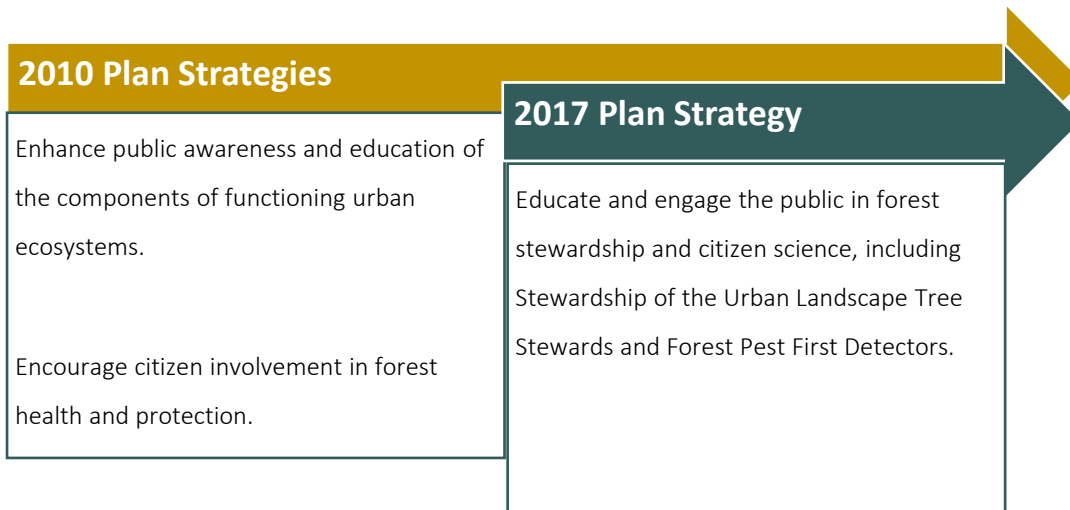 2010 Plan Strategies
Enhance public awareness and education of
the components of functioning urban
ecosystems.
Encourage citizen involvement in forest
health and protection.
2017 Plan Strategy
Educate and engage the public in forest
stewardship and citizen science, including
Stewardship of the Urban Landscape Tree
Stewards and Forest Pest First Detectors.